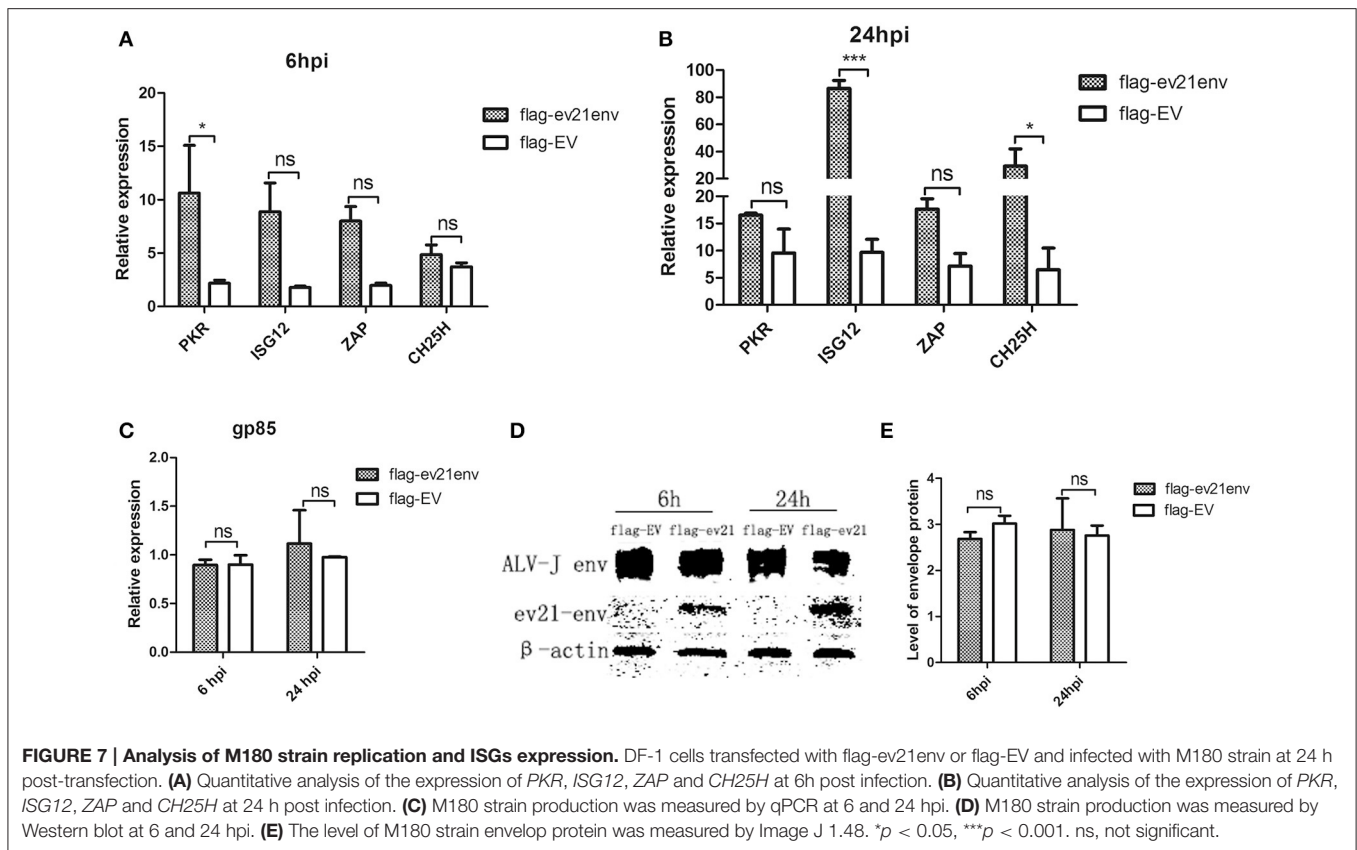 A
6hpi
20
15
10
5
0
Relative expression
*
ns
ns
ns
flag-ev21env
flag-EV
PKR
ISG12
ZAP
CH25H
B
24hpi
100
80
60
40
20
20
15
10
5
0
Relative expression
ns
***
ns
*
flag-ev21env
flag-EV
PKR
ISG12
ZAP
CH25H
C
gp85
2.0
1.5
1.0
0.5
0.0
Relative expression
ns
ns
flag-ev21env
flag-EV
6 hpi
24 hpi
D
6h 24h
flag-EV flag-ev21 flag-EV flag-ev21
ALV-J env
ev21-env
β-actin
E
4
3
2
1
0
Level of envelope protein
ns
ns
flag-ev21env
flag-EV
6hpi
24hpi
FIGURE 7 | Analysis of M180 strain replication and ISGs expression. DF-1 cells transfected with flag-ev21env or flag-EV and infected with M180 strain at 24 h
post-transfection. (A) Quantitative analysis of the expression of PKR, ISG12, ZAP and CH25H at 6h post infection. (B) Quantitative analysis of the expression of PKR,
ISG12, ZAP and CH25H at 24 h post infection. (C) M180 strain production was measured by qPCR at 6 and 24 hpi. (D) M180 strain production was measured by
Western blot at 6 and 24 hpi. (E) The level of M180 strain envelop protein was measured by Image J 1.48. *p < 0.05, ***p < 0.001. ns, not significant.